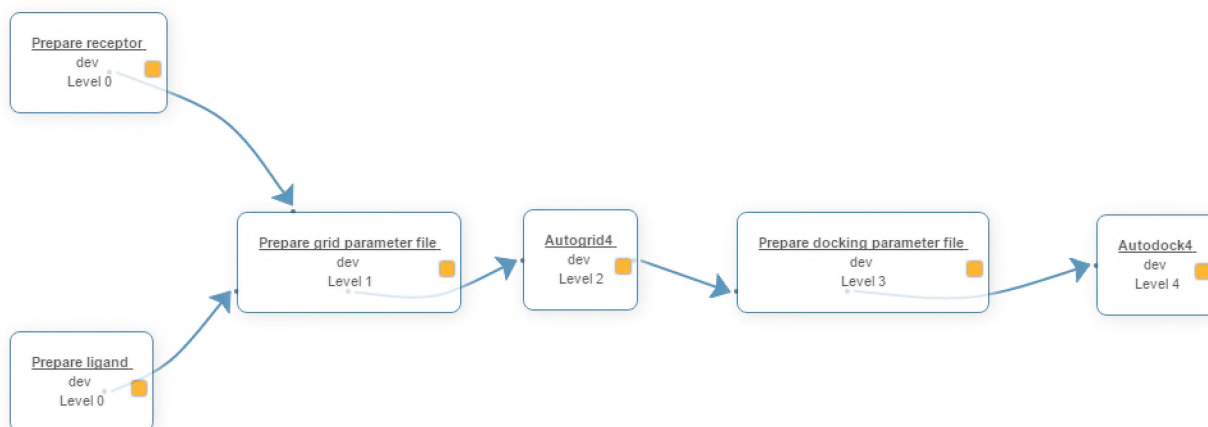 Prepare receptor
dev
Level 0
Prepare grid parameter file
dev
Level 1
Autogrid4
dev
Level 2
Prepare docking parameter file
dev
Level 3
Autodock4
dev
Level 4
Prepare ligand
dev
Level 0